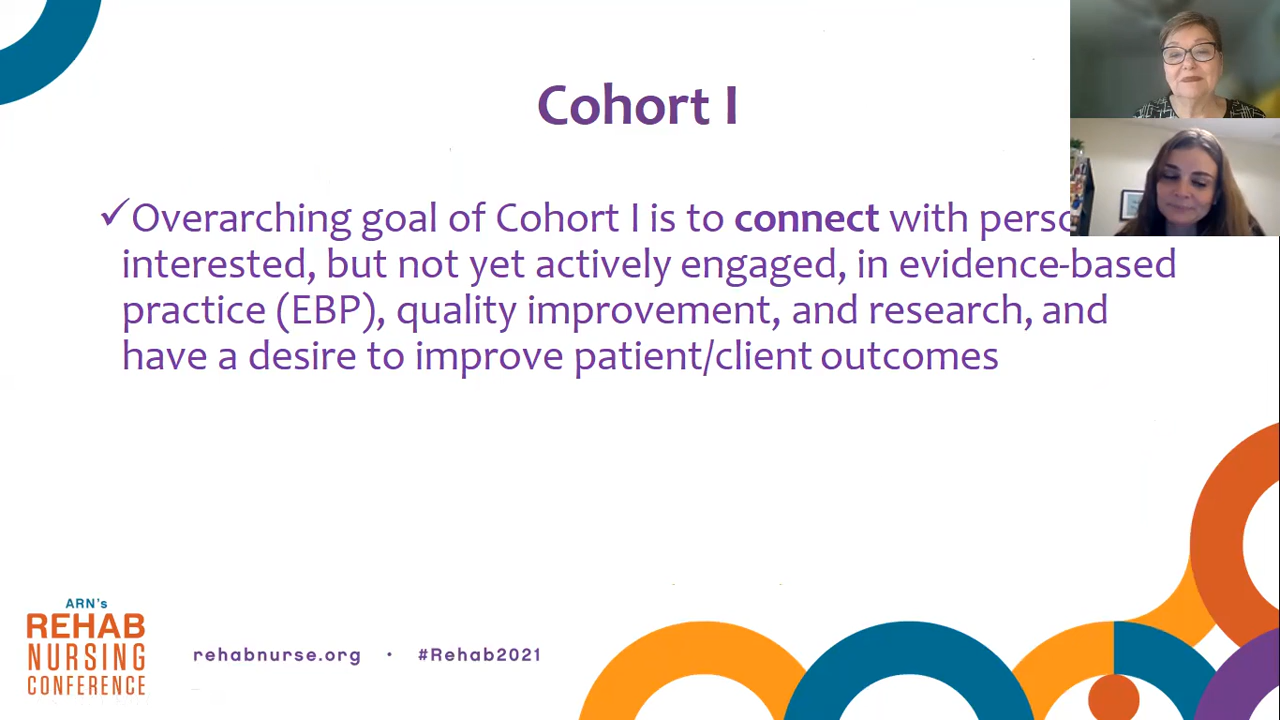 Cohort I
✓Overarching goal of Cohort I is to connect with
interested, but not yet actively engaged, in evidence-based
practice (EBP), quality improvement, and research, and
have a desire to improve patient/client outcomes
ARN's
REHAB
NURSING
CONFERENCE
rehabnurse.org • #Rehab2021